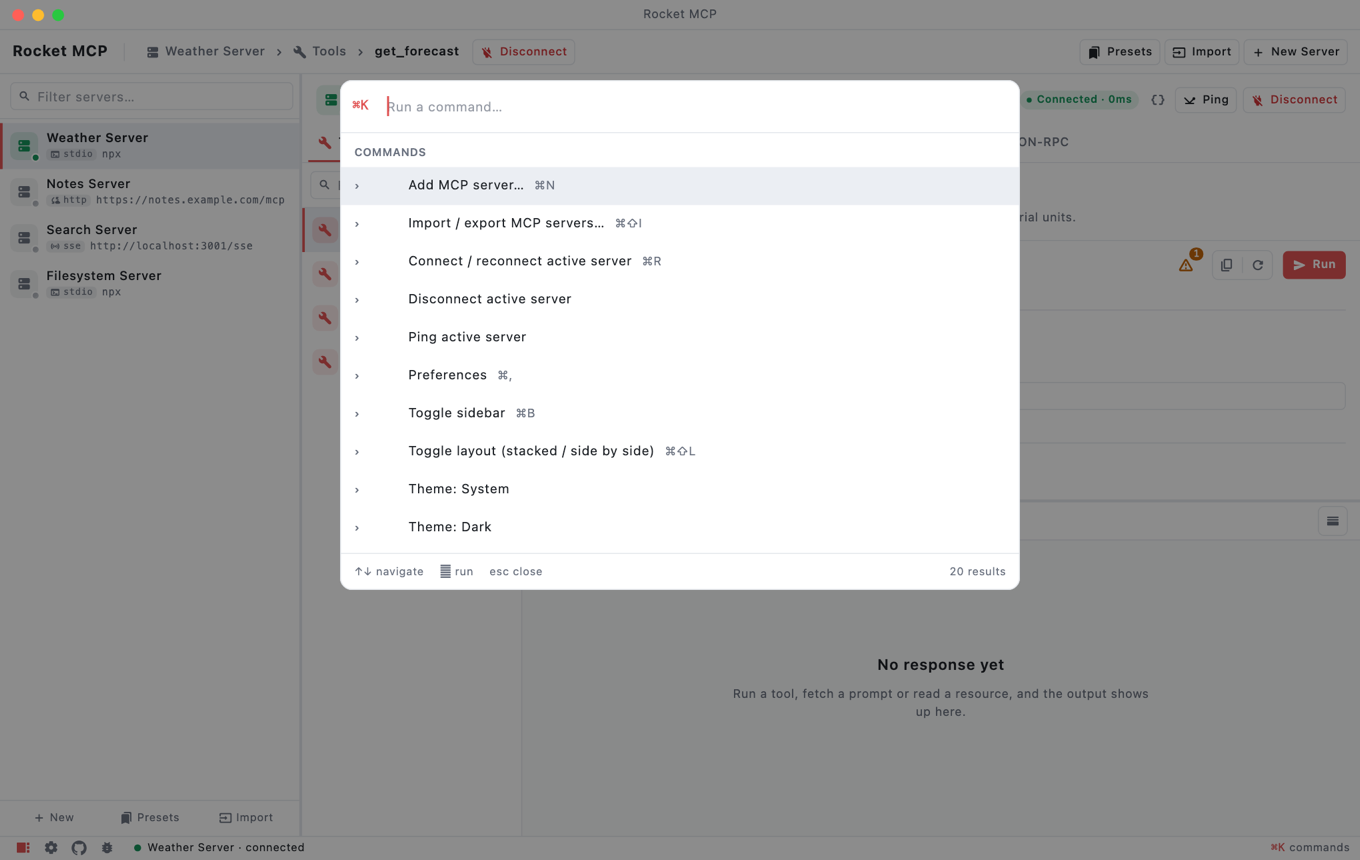 Rocket MCP
Rocket MCP
Weather Server › Tools › get_forecast
Disconnect
Presets
Import
+ New Server
Filter servers…
Weather Server
stdio npx
Notes Server
http https://notes.example.com/mcp
Search Server
sse http://localhost:3001/sse
Filesystem Server
stdio npx
+ New
Presets
Import
Connected · 0ms
{}
Ping
Disconnect
ON-RPC
rial units.
1
Run
⌘K Run a command…
COMMANDS
› Add MCP server… ⌘N
› Import / export MCP servers… ⌘⇧I
› Connect / reconnect active server ⌘R
› Disconnect active server
› Ping active server
› Preferences ⌘,
› Toggle sidebar ⌘B
› Toggle layout (stacked / side by side) ⌘⇧L
› Theme: System
› Theme: Dark
↑↓ navigate run esc close 20 results
No response yet
Run a tool, fetch a prompt or read a resource, and the output shows
up here.
Weather Server · connected
⌘K commands